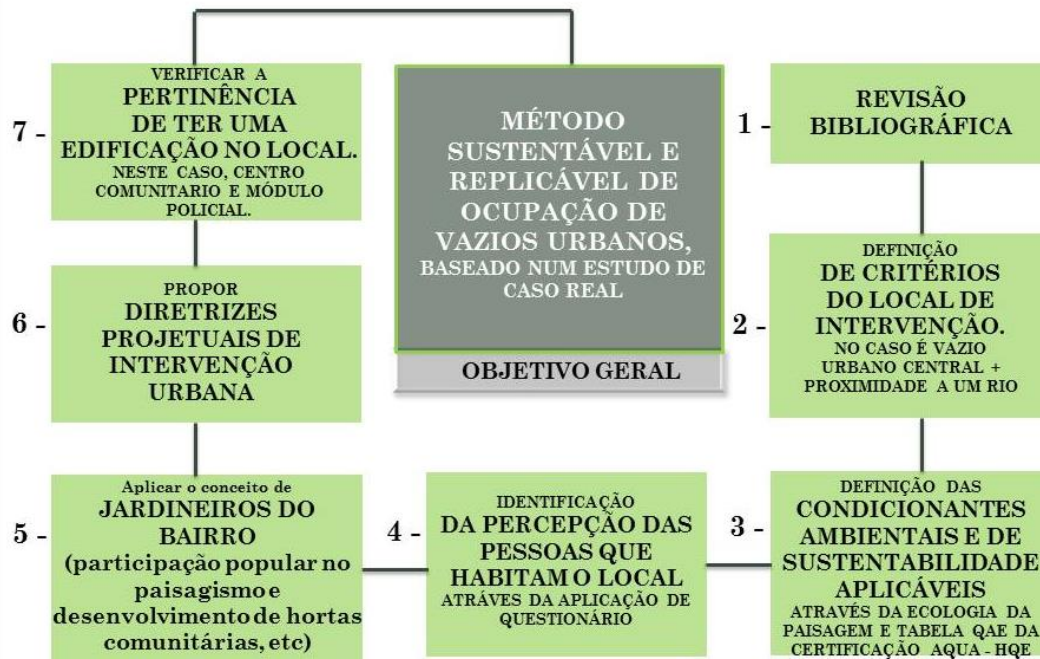 VERIFICAR A
PERTINÊNCIA
DE TER UMA
7 - EDIFICAÇÃO NO LOCAL.
NESTE CASO, CENTRO
COMUNITARIO E MÓDULO
POLICIAL.
MÉTODO
SUSTENTÁVEL E
REPLICÁVEL DE
OCUPAÇÃO DE
VAZIOS URBANOS,
BASEADO NUM ESTUDO DE
CASO REAL
OBJETIVO GERAL
1 - REVISÃO
BIBLIOGRÁFICA
PROPOR
6 - DIRETRIZES
PROJETUAIS DE
INTERVENÇÃO
URBANA
DEFINIÇÃO
DE CRITÉRIOS
DO LOCAL DE
2 - INTERVENÇÃO.
NO CASO É VAZIO
URBANO CENTRAL +
PROXIMIDADE A UM RIO
Aplicar o conceito de
JARDINEIROS DO
5 - BAIRRO
(participação popular no
paisagismo e
desenvolvimento de hortas
comunitárias, etc)
IDENTIFICAÇÃO
4 - DA PERCEPÇÃO DAS
PESSOAS QUE
HABITAM O LOCAL
ATRÁVES DA APLICAÇÃO DE
QUESTIONÁRIO
DEFINIÇÃO DAS
3 - CONDICIONANTES
AMBIENTAIS E DE
SUSTENTABILIDADE
APLICÁVEIS
ATRAVÉS DA ECOLOGIA DA
PAISAGEM E TABELA QAE DA
CERTIFICAÇÃO AQUA - HQE